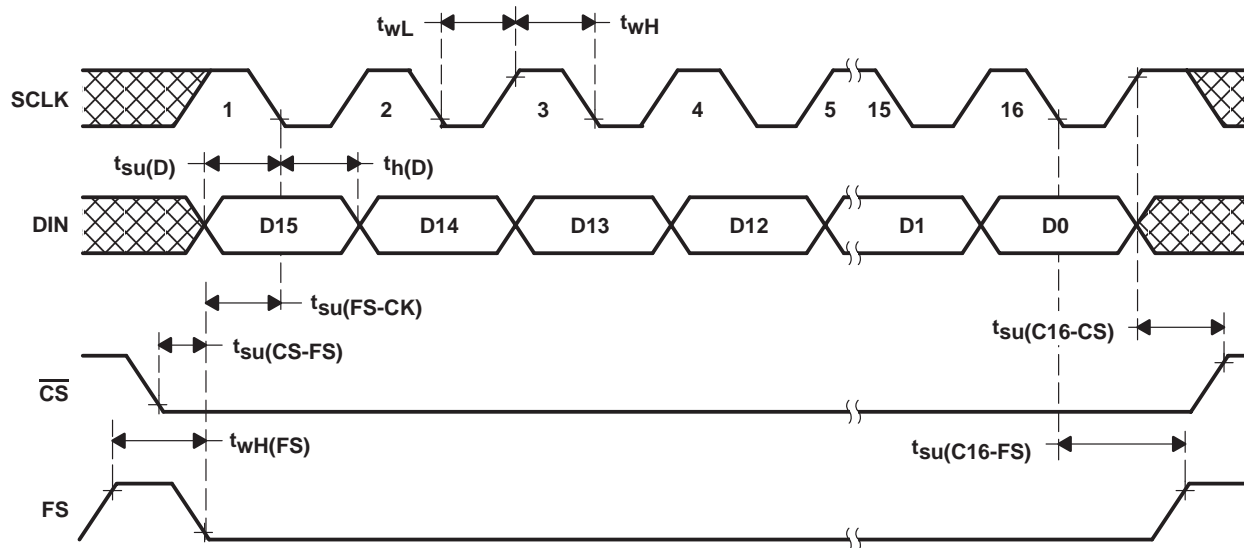 twL
twH
SCLK
1
2
3
4
5
15
16
tsu(D)
th(D)
DIN
D15
D14
D13
D12
D1
D0
tsu(FS-CK)
tsu(CS-FS)
tsu(C16-CS)
CS
twH(FS)
tsu(C16-FS)
FS